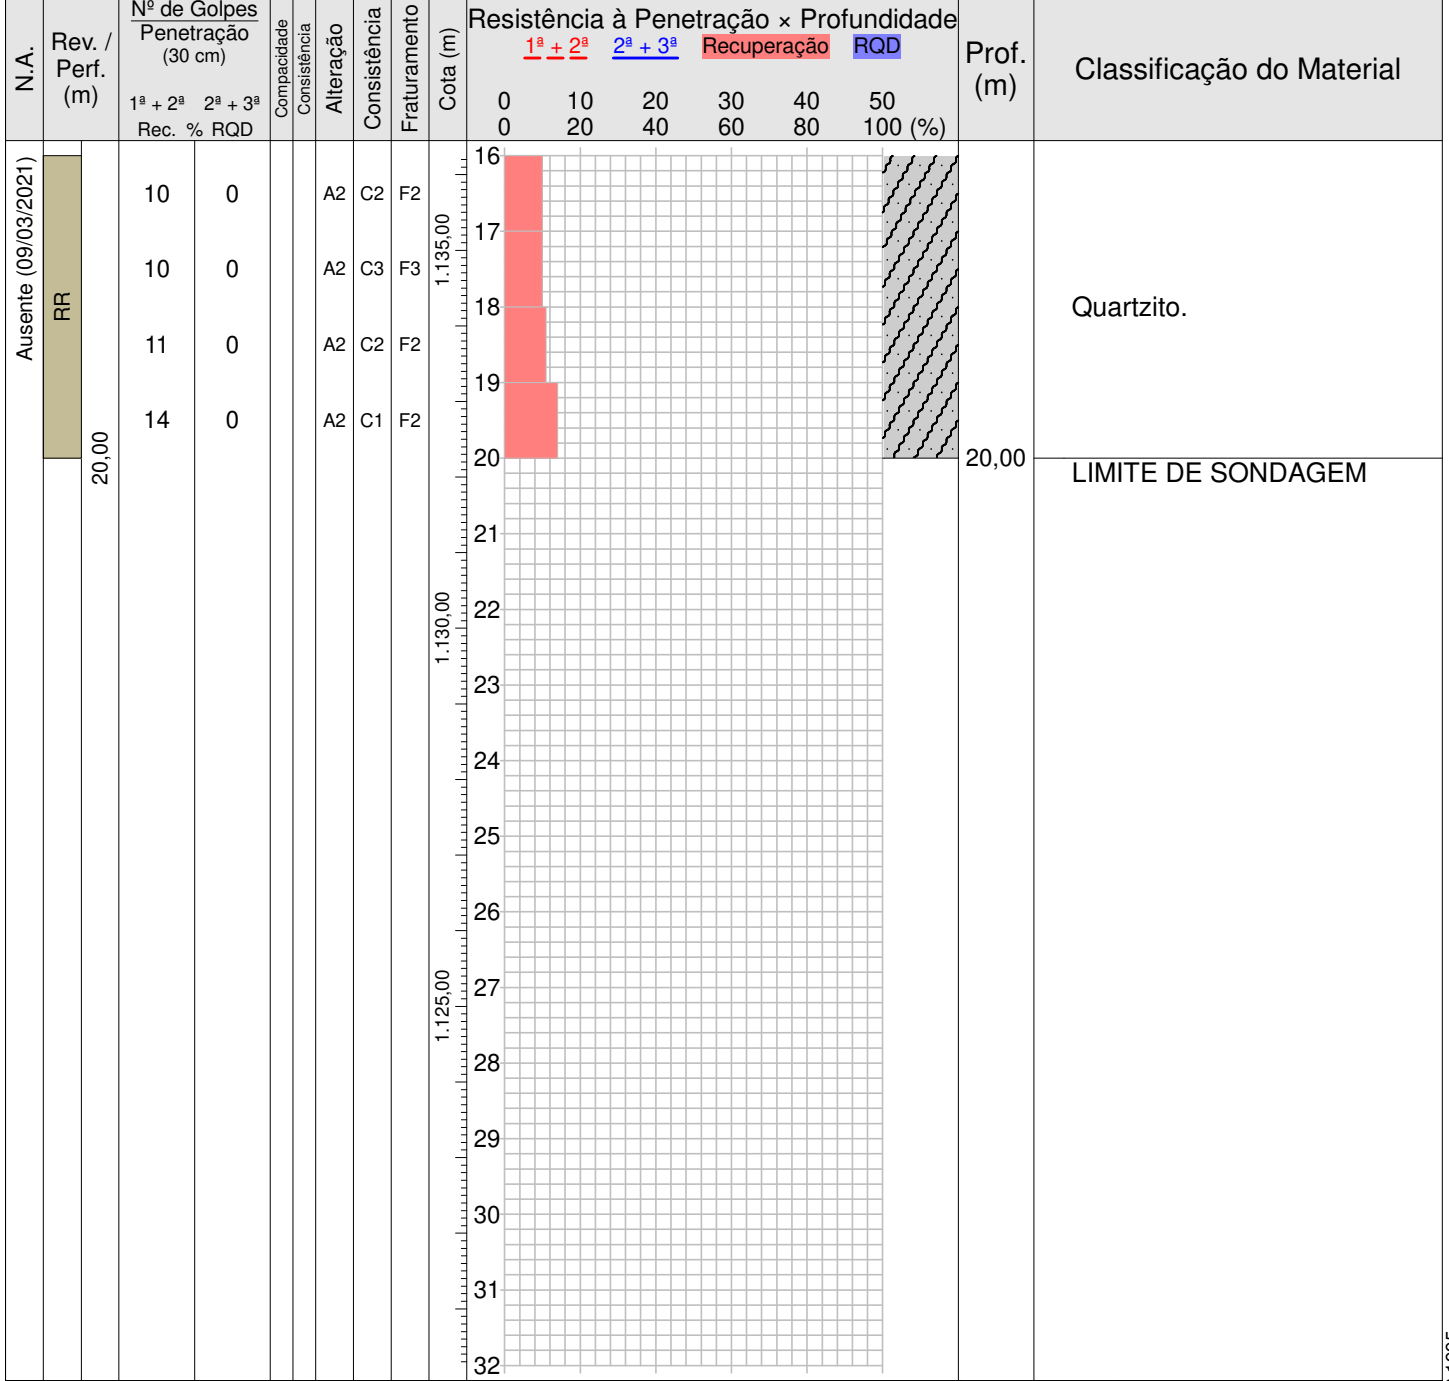 N.A.
Rev. / Perf. (m)
Nº de Golpes
Penetração
(30 cm)
1ª + 2ª 2ª + 3ª
Rec. % RQD
Compacidade
Consistência
Alteração
Consistência
Fraturamento
Cota (m)
Resistência à Penetração × Profundidade
1ª + 2ª 2ª + 3ª Recuperação RQD
0 10 20 30 40 50
0 20 40 60 80 100 (%)
Prof. (m)
Classificação do Material
Ausente (09/03/2021)
RR
20,00
10 0 A2 C2 F2
10 0 A2 C3 F3
11 0 A2 C2 F2
14 0 A2 C1 F2
1.135,00
1.130,00
1.125,00
16
17
18
19
20
21
22
23
24
25
26
27
28
29
30
31
32
Quartzito.
20,00
LIMITE DE SONDAGEM